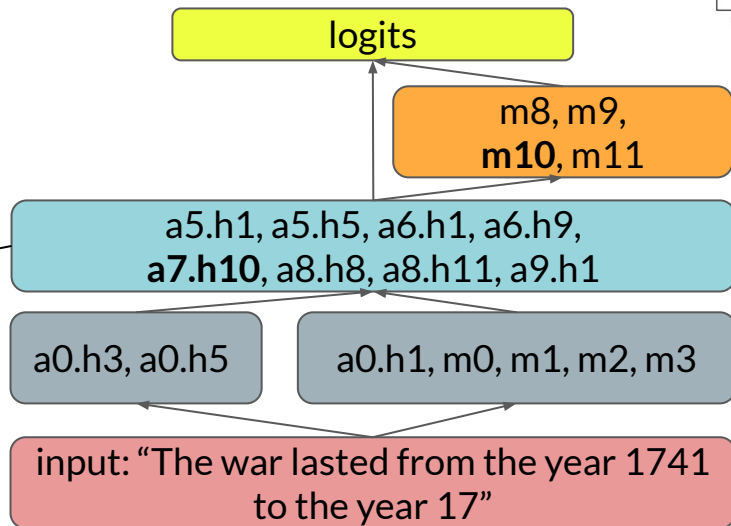 logits
m8, m9,
m10, m11
a5.h1, a5.h5, a6.h1, a6.h9,
a7.h10, a8.h8, a8.h11, a9.h1
a0.h3, a0.h5
a0.h1, m0, m1, m2, m3
input: “The war lasted from the year 1741
to the year 17”